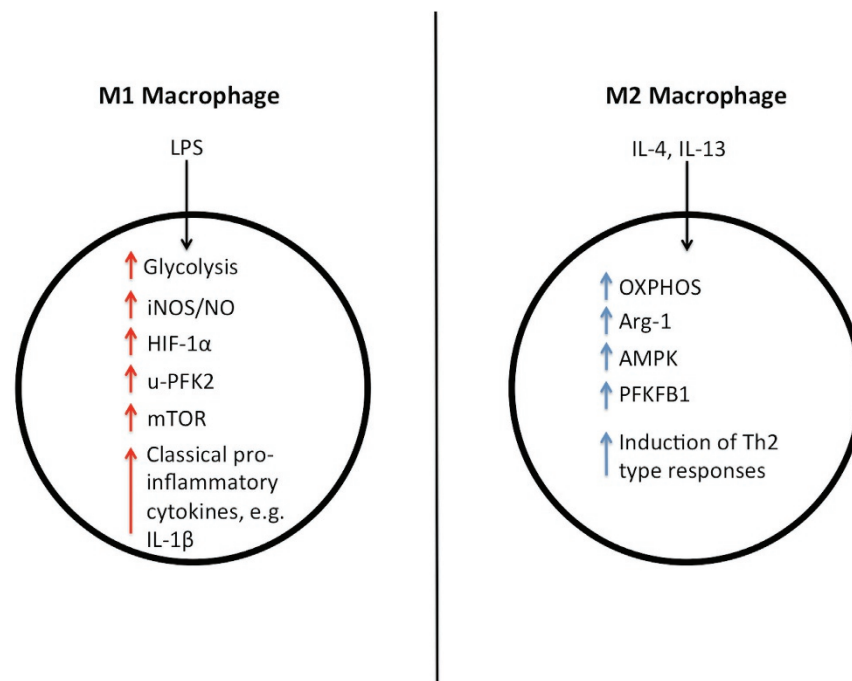 M1 Macrophage
LPS
Glycolysis
iNOS/NO
HIF-1α
u-PFK2
mTOR
Classical pro-
inflammatory
cytokines, e.g.
IL-1β
M2 Macrophage
IL-4, IL-13
OXPHOS
Arg-1
AMPK
PFKFB1
Induction of Th2
type responses